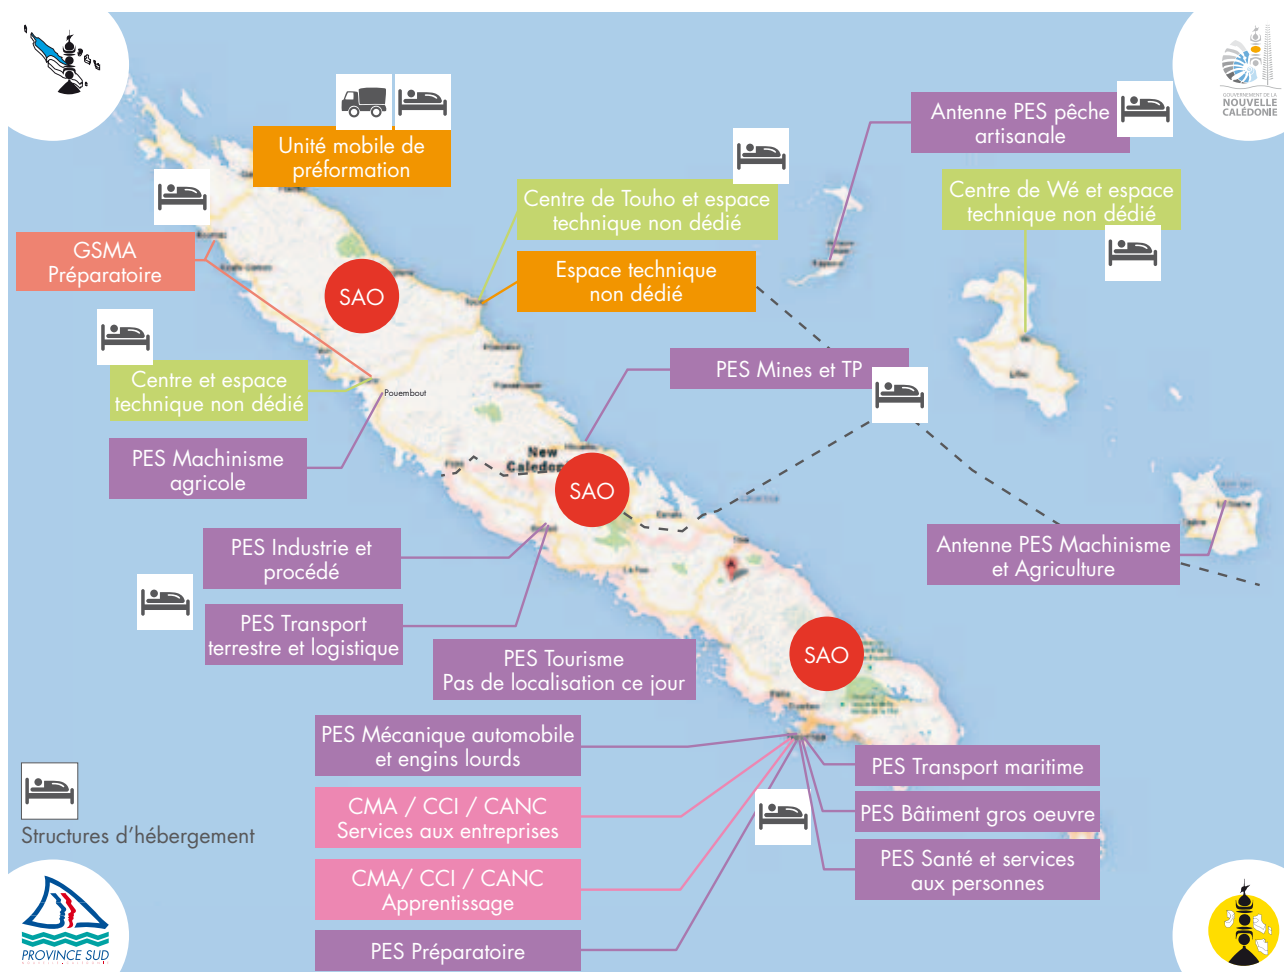 GOUVERNEMENT DE LA
NOUVELLE
CALÉDONIE
Unité mobile de
préformation
Antenne PES pêche
artisanale
Centre de Touho et espace
technique non dédié
Centre de Wé et espace
technique non dédié
GSMA
Préparatoire
Espace technique
non dédié
SAO
Centre et espace
technique non dédié
Pouembout
PES Mines et TP
PES Machinisme
agricole
New
Caledon
SAO
PES Industrie et
procédé
Antenne PES Machinisme
et Agriculture
A
PES Transport
terrestre et logistique
PES Tourisme
Pas de localisation ce jour
SAO
PES Mécanique automobile
et engins lourds
PES Transport maritime
CMA / CCI / CANC
Services aux entreprises
PES Bâtiment gros oeuvre
Structures d'hébergement
PES Santé et services
aux personnes
CMA/ CCI / CANC
Apprentissage
PES Préparatoire
PROVINCE SUD